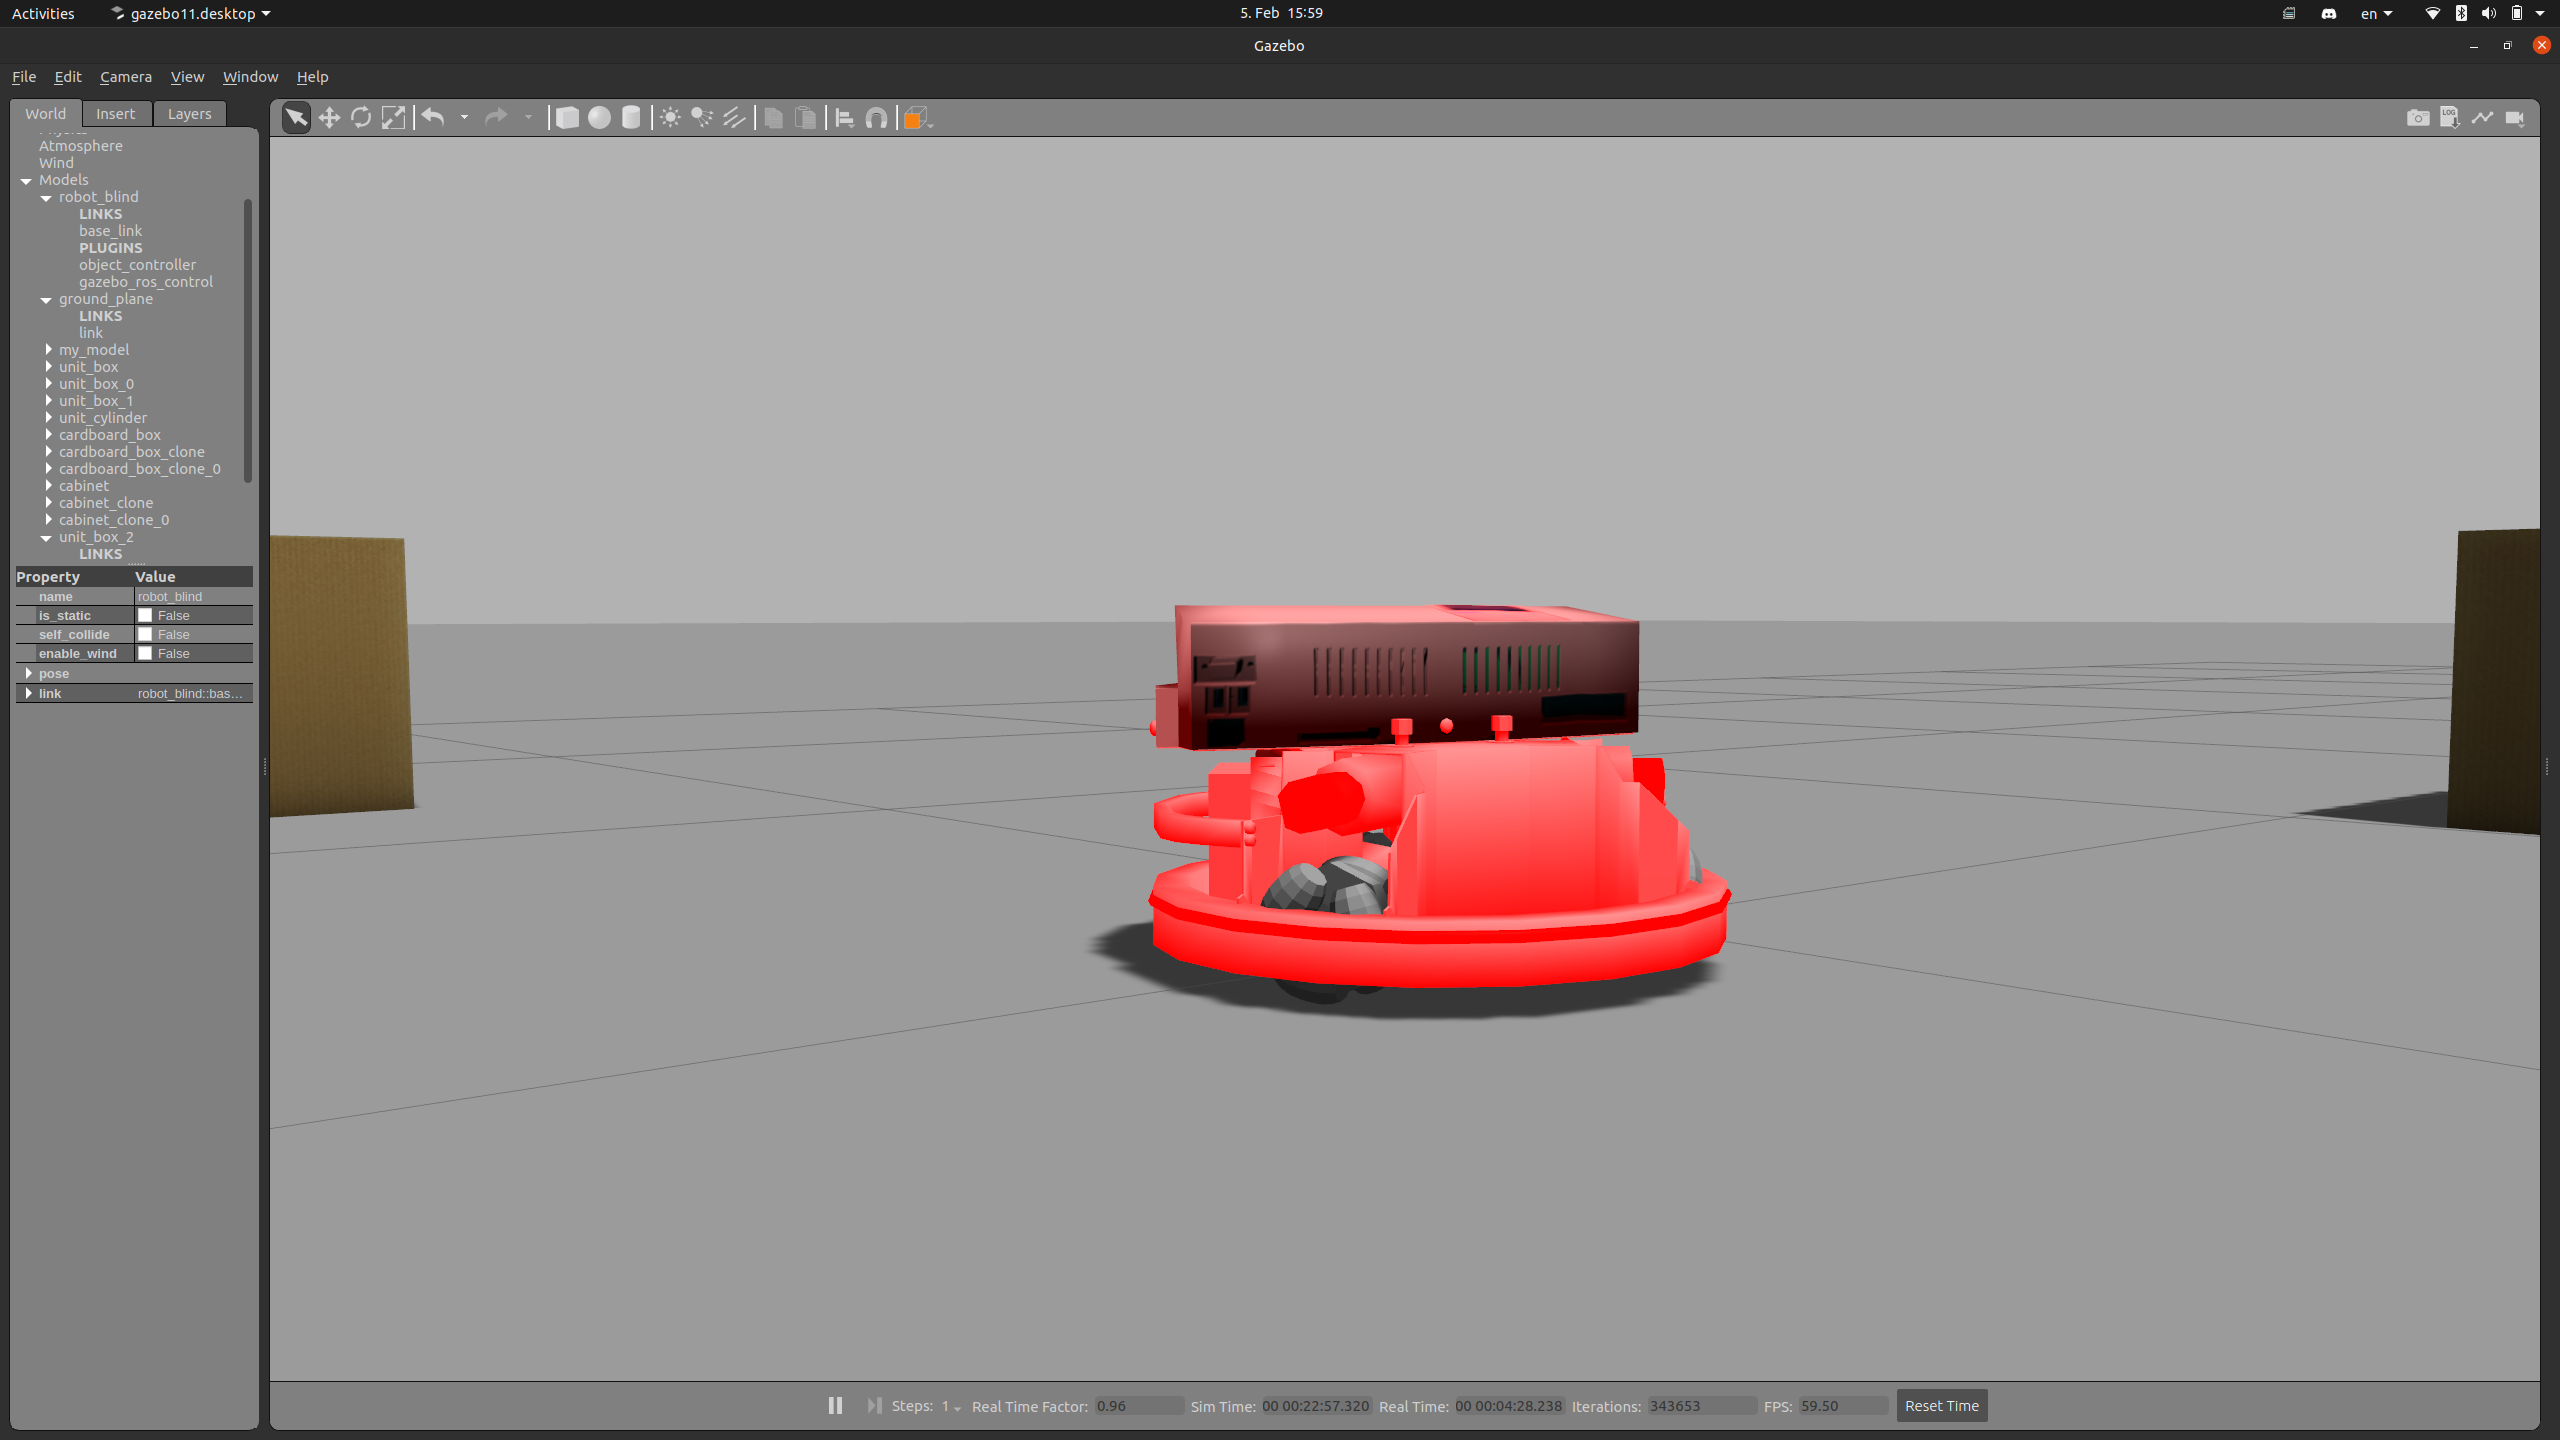 Activities gazebo11.desktop 5. Feb 15:59 en
Gazebo
File Edit Camera View Window Help
World Insert Layers
Atmosphere
Wind
Models
robot_blind
LINKS
base_link
PLUGINS
object_controller
gazebo_ros_control
ground_plane
LINKS
link
my_model
unit_box
unit_box_0
unit_box_1
unit_cylinder
cardboard_box
cardboard_box_clone
cardboard_box_clone_0
cabinet
cabinet_clone
cabinet_clone_0
unit_box_2
LINKS
Property Value
name robot_blind
is_static False
self_collide False
enable_wind False
pose
link robot_blind::bas...
LOG
Steps: 1 Real Time Factor: 0.96 Sim Time: 00 00:22:57.320 Real Time: 00 00:04:28.238 Iterations: 343653 FPS: 59.50 Reset Time